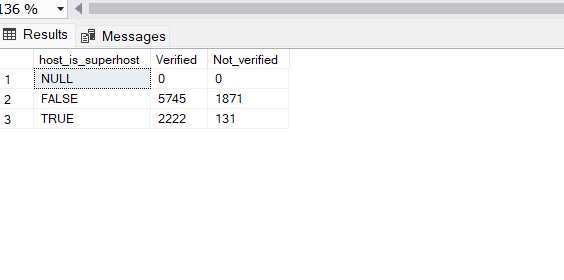 136 %
Results Messages
host_is_superhost Verified Not_verified
1 NULL 0 0
2 FALSE 5745 1871
3 TRUE 2222 131